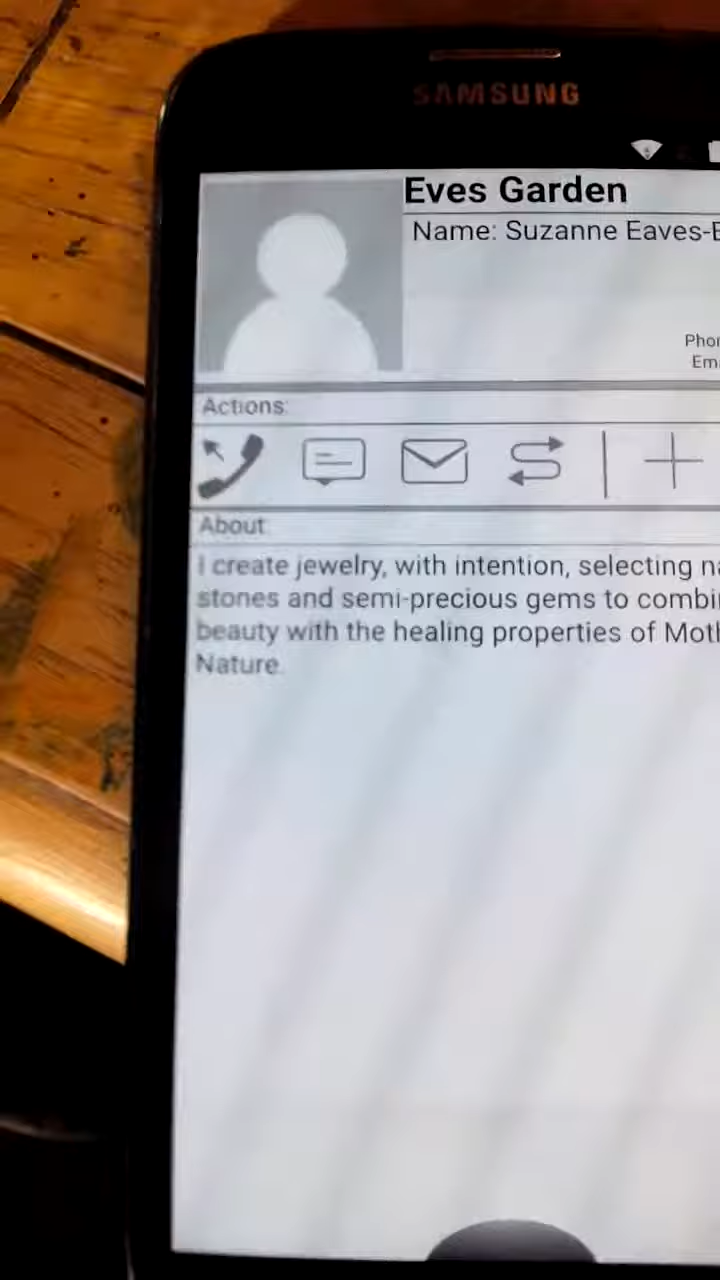 SAMSUNG
Eves Garden
Name: Suzanne Eaves-
Actions:
About:
I create jewelry, with intention, selecting
stones and semi-precious gems to
beauty with the healing properties of
Nature.